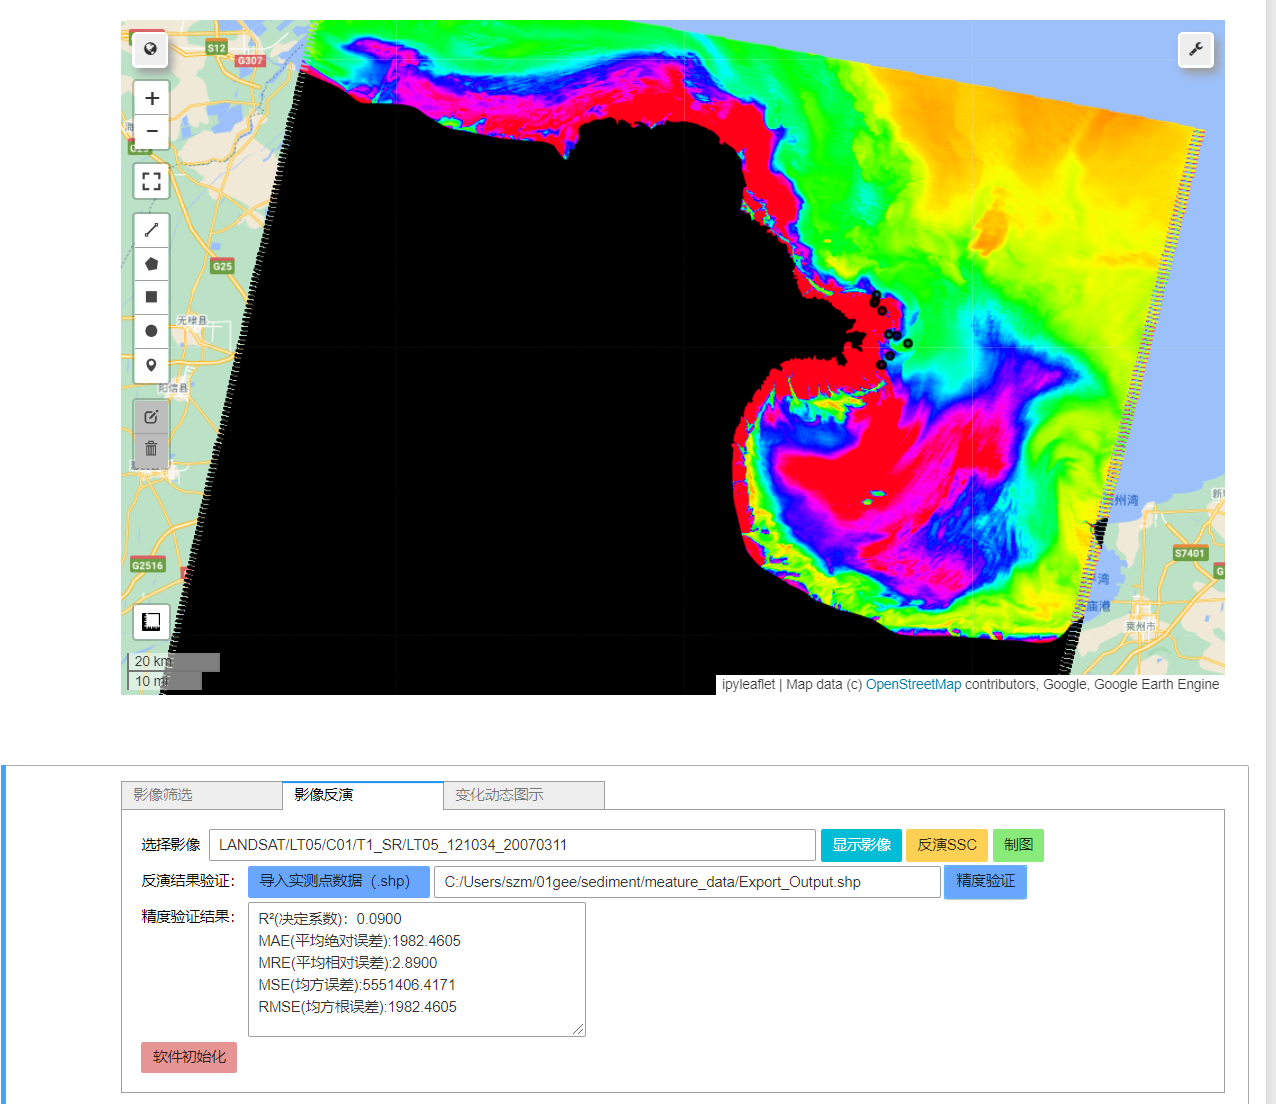 S12
G307
G25
无棣县
阳信县
G2516
州湾
新
S7401
G
湾
庙港
莱州市
20 km
10 mi
ipyleaflet | Map data (c) OpenStreetMap contributors, Google, Google Earth Engine
影像筛选
影像反演
变化动态图示
选择影像 LANDSAT/LT05/C01/T1_SR/LT05_121034_20070311 显示影像 反演SSC 制图
反演结果验证： 导入实测点数据（.shp） C:/Users/szm/01gee/sediment/meature_data/Export_Output.shp 精度验证
精度验证结果： R²(决定系数)：0.0900
MAE(平均绝对误差):1982.4605
MRE(平均相对误差):2.8900
MSE(均方误差):5551406.4171
RMSE(均方根误差):1982.4605
软件初始化